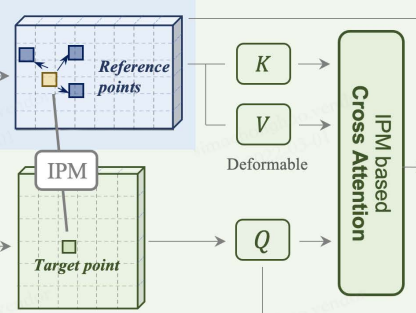 Reference
points
K
V
Deformable
IPM
Target point
Q
IPM based
Cross Attention